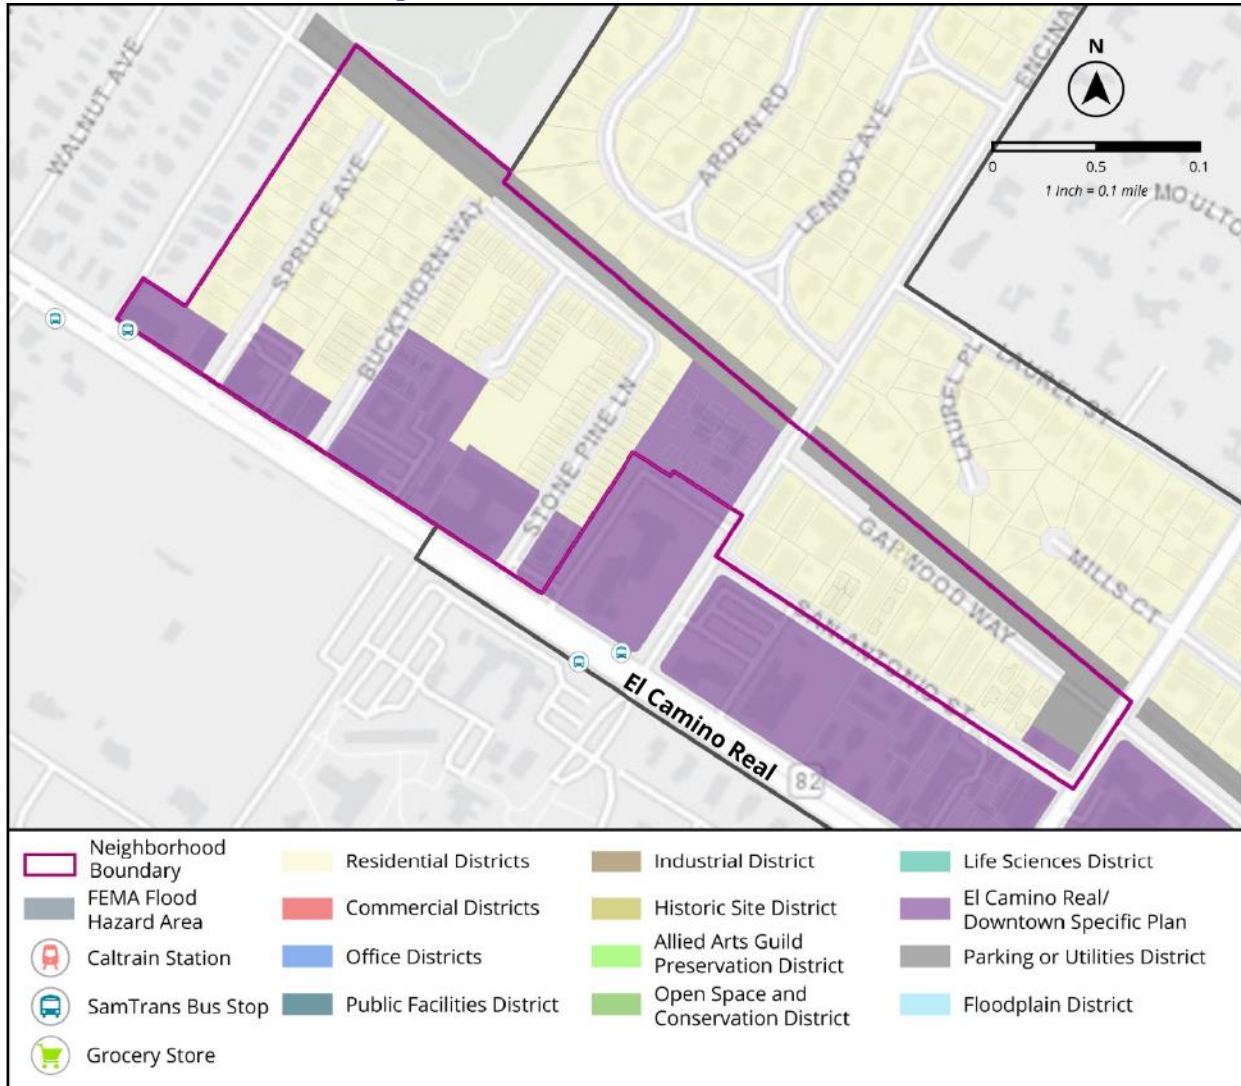 WALNUT AVE
SPRUCE AVE
BUCKTHORN WAY
STONE PINE LN
ARDEN RD
LENNOX AVE
ENCINA
N
0 0.5 0.1
1 Inch = 0.1 mile
MOULTO
LAUREL PL
LAUREL ST
MILLS CT
GARWOOD WAY
SAN ANTONIO ST
El Camino Real
82
Neighborhood
Boundary
FEMA Flood
Hazard Area
Caltrain Station
SamTrans Bus Stop
Grocery Store
Residential Districts
Commercial Districts
Office Districts
Public Facilities District
Industrial District
Historic Site District
Allied Arts Guild
Preservation District
Open Space and
Conservation District
Life Sciences District
El Camino Real/
Downtown Specific Plan
Parking or Utilities District
Floodplain District